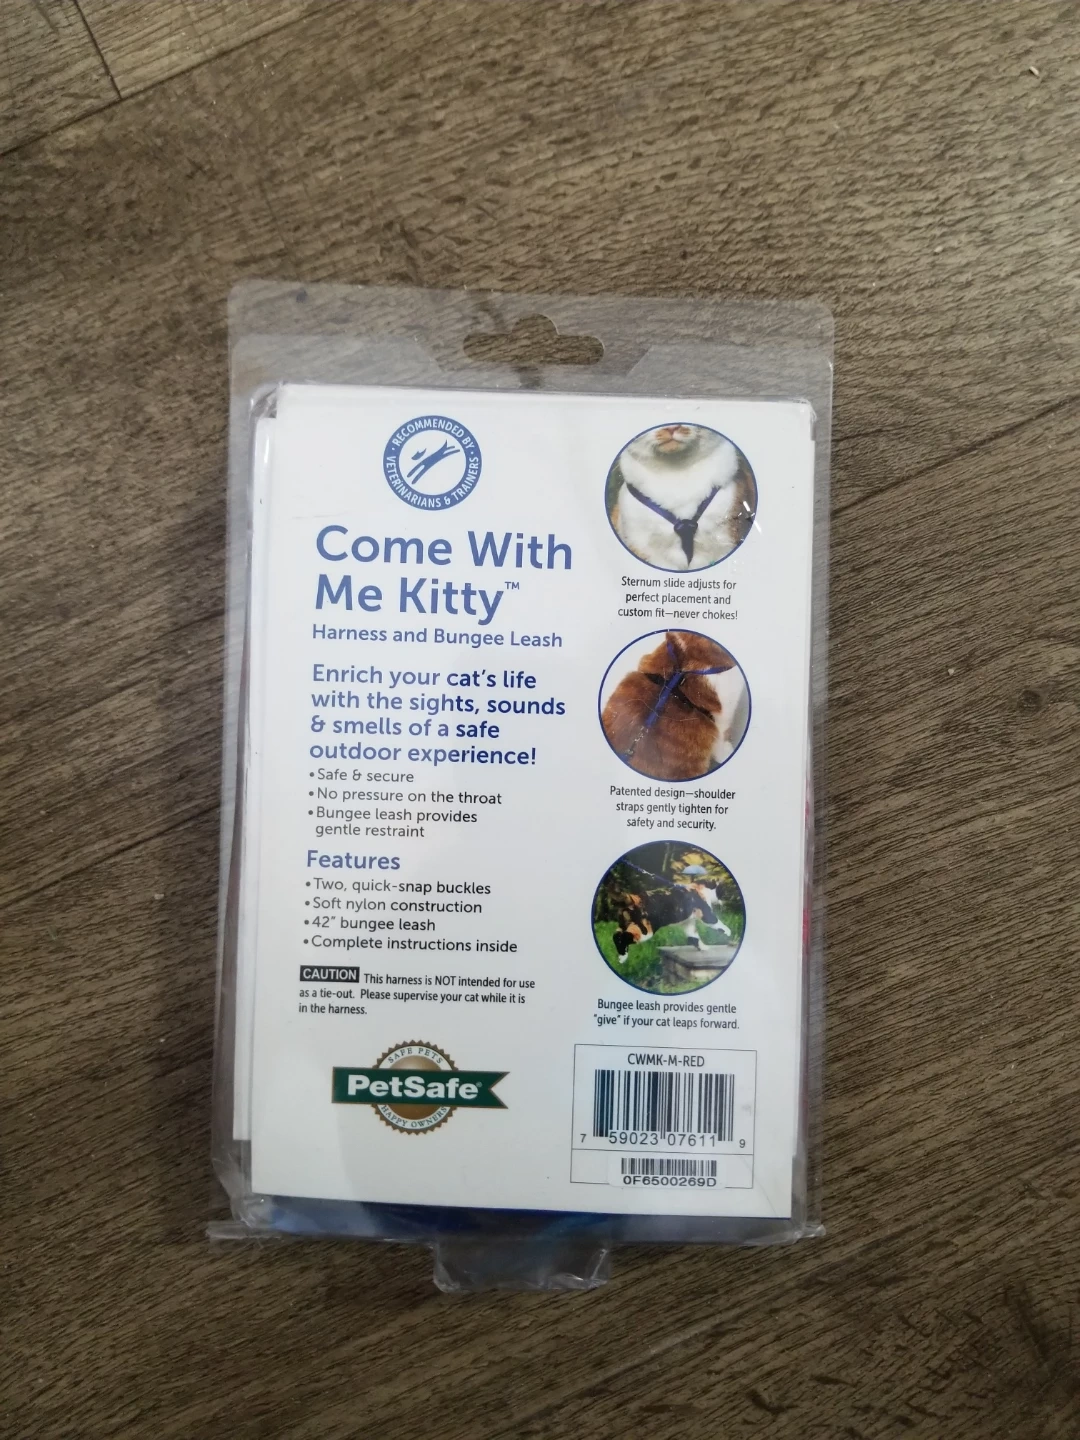 RECOMMENDED BY
VETERINARIANS & TRAINERS
Come With
Me Kitty™
Harness and Bungee Leash
Enrich your cat's life
with the sights, sounds
& smells of a safe
outdoor experience!
• Safe & secure
• No pressure on the throat
• Bungee leash provides
gentle restraint
Features
• Two, quick-snap buckles
• Soft nylon construction
• 42" bungee leash
• Complete instructions inside
CAUTION This harness is NOT intended for use
as a tie-out. Please supervise your cat while it is
in the harness.
SAFE PETS
PetSafe®
HAPPY OWNERS
Sternum slide adjusts for
perfect placement and
custom fit—never chokes!
Patented design—shoulder
straps gently tighten for
safety and security.
Bungee leash provides gentle
"give" if your cat leaps forward.
CWMK-M-RED
7 59023 07611 9
0F6500269D